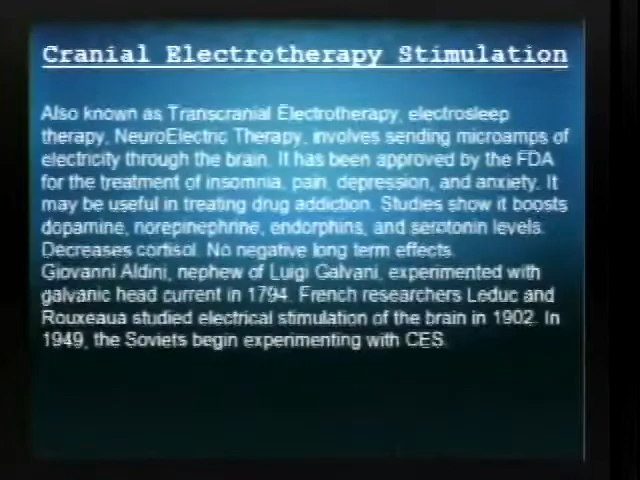 Cranial Electrotherapy Stimulation
Also known as Transcranial Electrotherapy, electrosleep
therapy, NeuroElectric Therapy, involves sending microamps of
electricity through the brain. It has been approved by the FDA
for the treatment of insomnia, pain, depression, and anxiety. It
may be useful in treating drug addiction. Studies show it boosts
dopamine, norepinephrine, endorphins, and serotonin levels.
Decreases cortisol. No negative long term effects.
Giovanni Aldini, nephew of Luigi Galvani, experimented with
galvanic head current in 1794. French researchers Leduc and
Rouxeaua studied electrical stimulation of the brain in 1902. In
1949, the Soviets begin experimenting with CES.